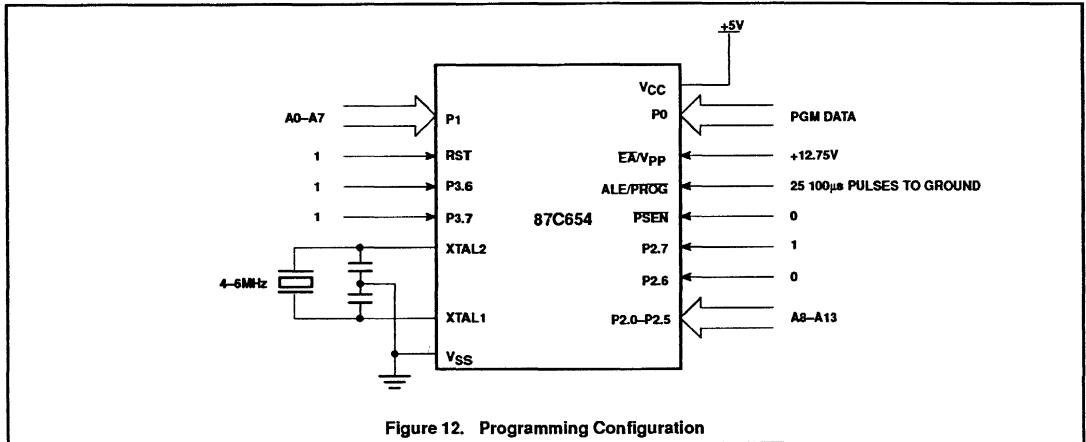 +5V
VCC
A0–A7
P1
P0
PGM DATA
1
RST
EA/VPP
+12.75V
1
P3.6
ALE/PROG
25 100µs PULSES TO GROUND
1
P3.7
87C654
PSEN
0
XTAL2
P2.7
1
4–6MHz
P2.6
0
XTAL1
P2.0–P2.5
A8–A13
VSS
Figure 12. Programming Configuration